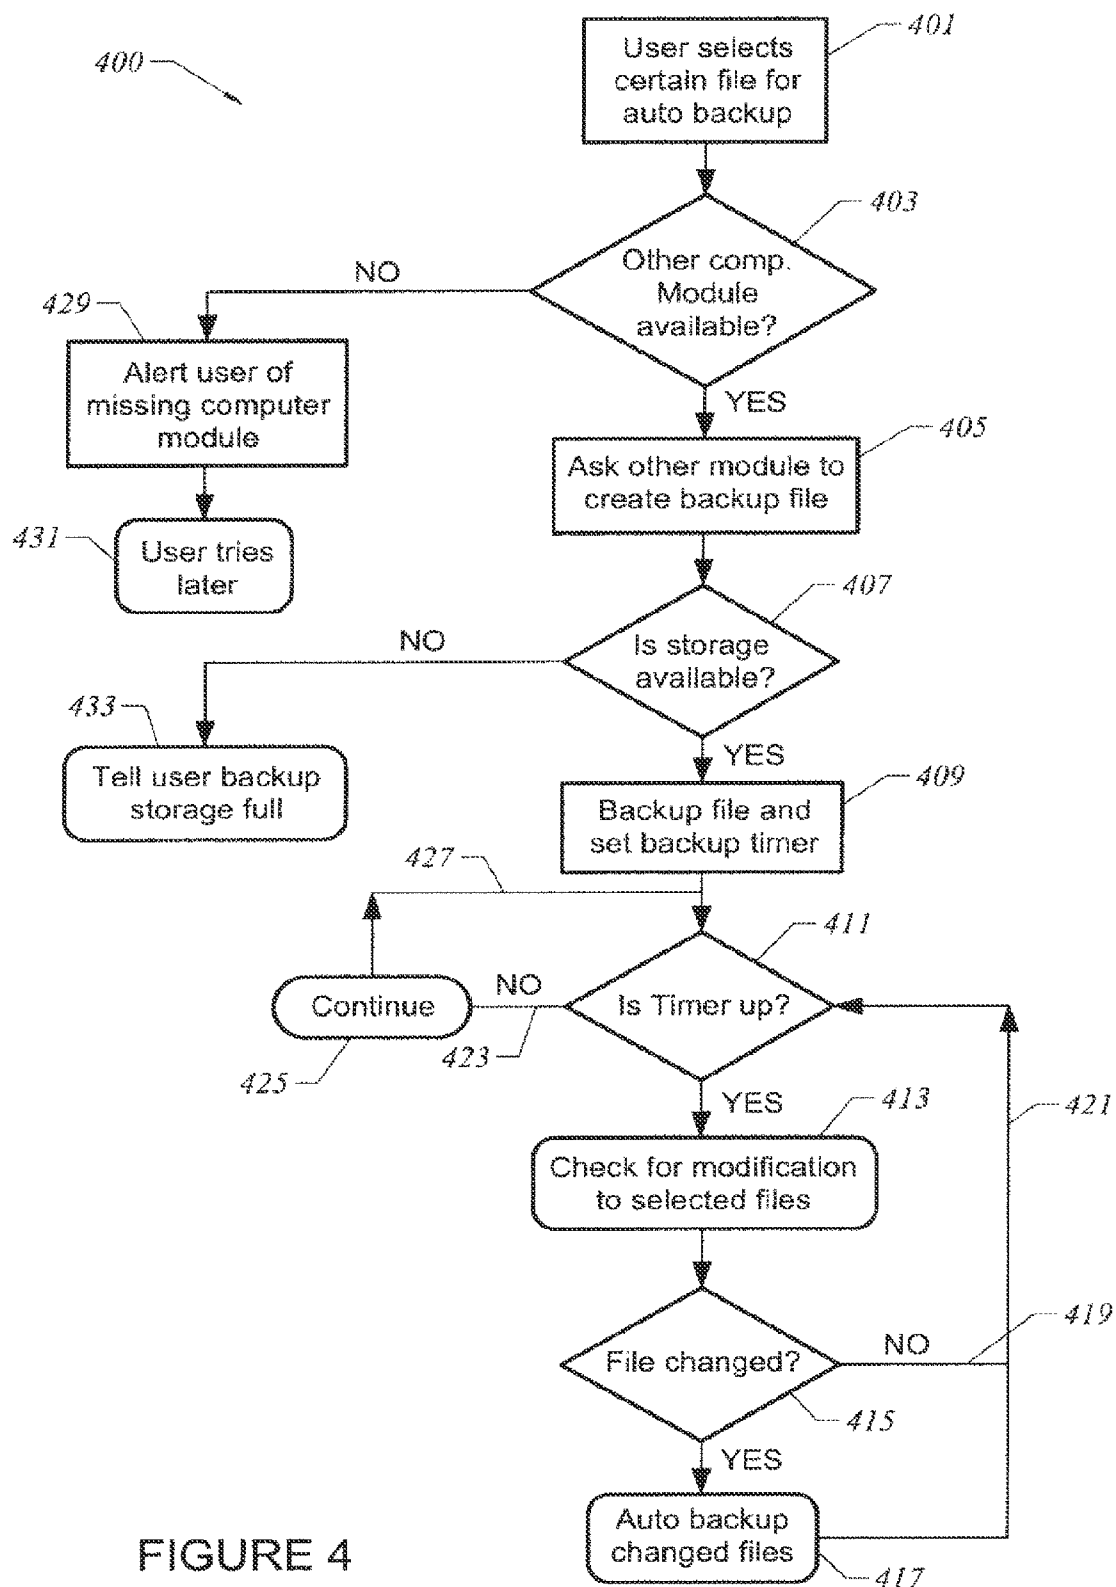 400
401
User selects
certain file for
auto backup
403
Other comp.
Module
available?
NO
YES
429
Alert user of
missing computer
module
405
Ask other module to
create backup file
431
User tries
later
407
Is storage
available?
NO
YES
433
Tell user backup
storage full
409
Backup file and
set backup timer
427
411
Is Timer up?
NO
423
Continue
425
YES
413
Check for modification
to selected files
421
File changed?
NO
419
415
YES
Auto backup
changed files
417
FIGURE 4